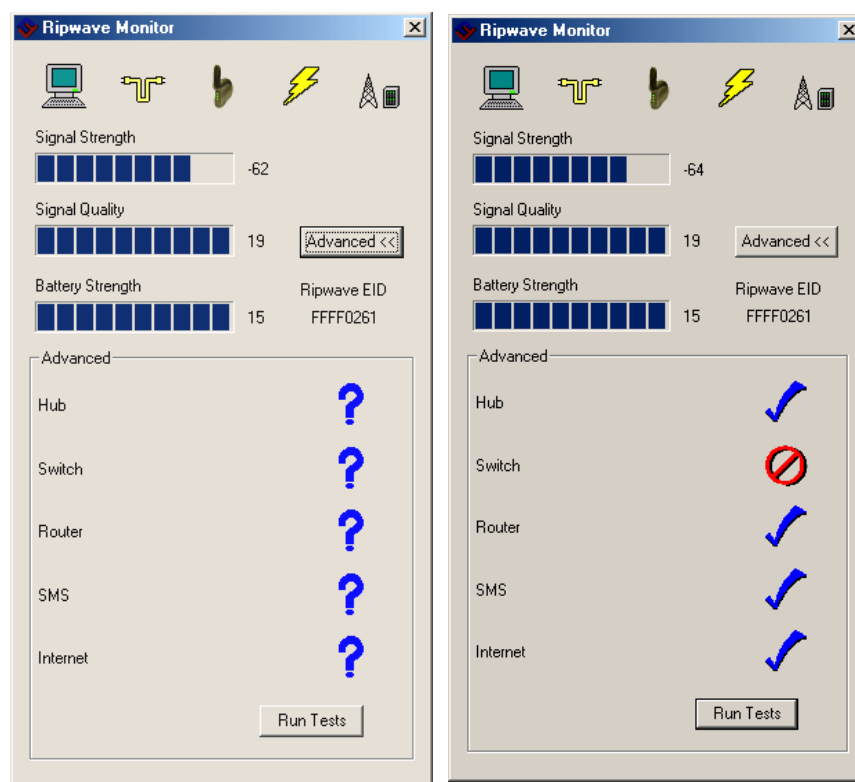 Ripwave Monitor
Signal Strength
-62
Signal Quality
19 Advanced <<
Battery Strength Ripwave EID
15 FFFF0261
Advanced
Hub
Switch
Router
SMS
Internet
Run Tests
Ripwave Monitor
Signal Strength
-64
Signal Quality
19 Advanced <<
Battery Strength Ripwave EID
15 FFFF0261
Advanced
Hub
Switch
Router
SMS
Internet
Run Tests